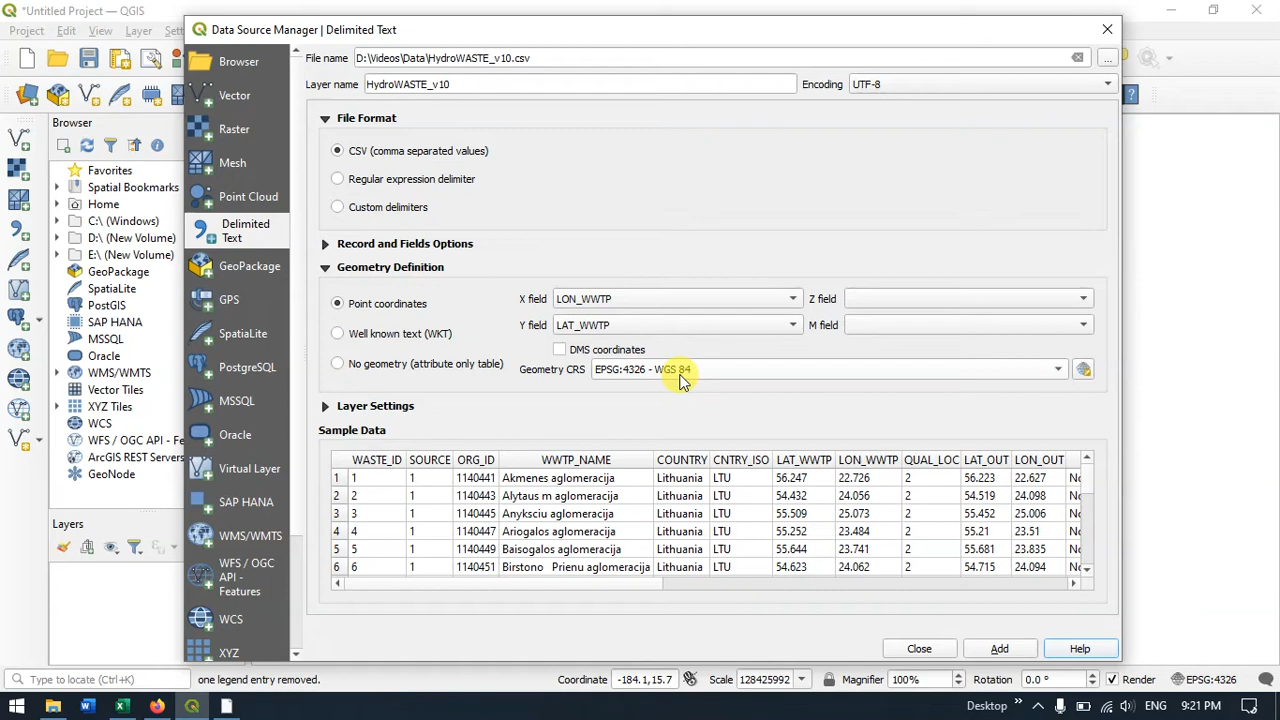 *Untitled Project — QGIS
Project Edit View Layer Sett
Data Source Manager | Delimited Text
Browser
Favorites
Spatial Bookmarks
Home
C:\ (Windows)
D:\ (New Volume)
E:\ (New Volume)
GeoPackage
SpatiaLite
PostGIS
SAP HANA
MSSQL
Oracle
WMS/WMTS
Vector Tiles
XYZ Tiles
WCS
WFS / OGC API - Fea
ArcGIS REST Servers
GeoNode
Layers
Browser
Vector
Raster
Mesh
Point Cloud
Delimited
Text
GeoPackage
GPS
SpatiaLite
PostgreSQL
MSSQL
Oracle
Virtual Layer
SAP HANA
WMS/WMTS
WFS / OGC
API -
Features
WCS
XYZ
File name D:\Videos\Data\HydroWASTE_v10.csv ...
Layer name HydroWASTE_v10 Encoding UTF-8
File Format
CSV (comma separated values)
Regular expression delimiter
Custom delimiters
Record and Fields Options
Geometry Definition
Point coordinates X field LON_WWTP Z field
Well known text (WKT) Y field LAT_WWTP M field
DMS coordinates
No geometry (attribute only table) Geometry CRS EPSG:4326 - WGS 84
Layer Settings
Sample Data
WASTE_ID SOURCE ORG_ID WWTP_NAME COUNTRY CNTRY_ISO LAT_WWTP LON_WWTP QUAL_LOC LAT_OUT LON_OUT
1 1 1 1140441 Akmenes aglomeracija Lithuania LTU 56.247 22.726 2 56.223 22.627 No
2 2 1 1140443 Alytaus m aglomeracija Lithuania LTU 54.432 24.056 2 54.519 24.098 No
3 3 1 1140445 Anyksciu aglomeracija Lithuania LTU 55.509 25.073 2 55.452 25.006 No
4 4 1 1140447 Ariogalos aglomeracija Lithuania LTU 55.252 23.484 2 55.21 23.51 No
5 5 1 1140449 Baisogalos aglomeracija Lithuania LTU 55.644 23.741 2 55.681 23.835 No
6 6 1 1140451 Birstono Prienu aglomeracija Lithuania LTU 54.623 24.062 2 54.715 24.094 No
Close Add Help
Type to locate (Ctrl+K) one legend entry removed. Coordinate -184.1,15.7 Scale 128425992 Magnifier 100% Rotation 0.0 ° Render EPSG:4326
Desktop ENG 9:21 PM